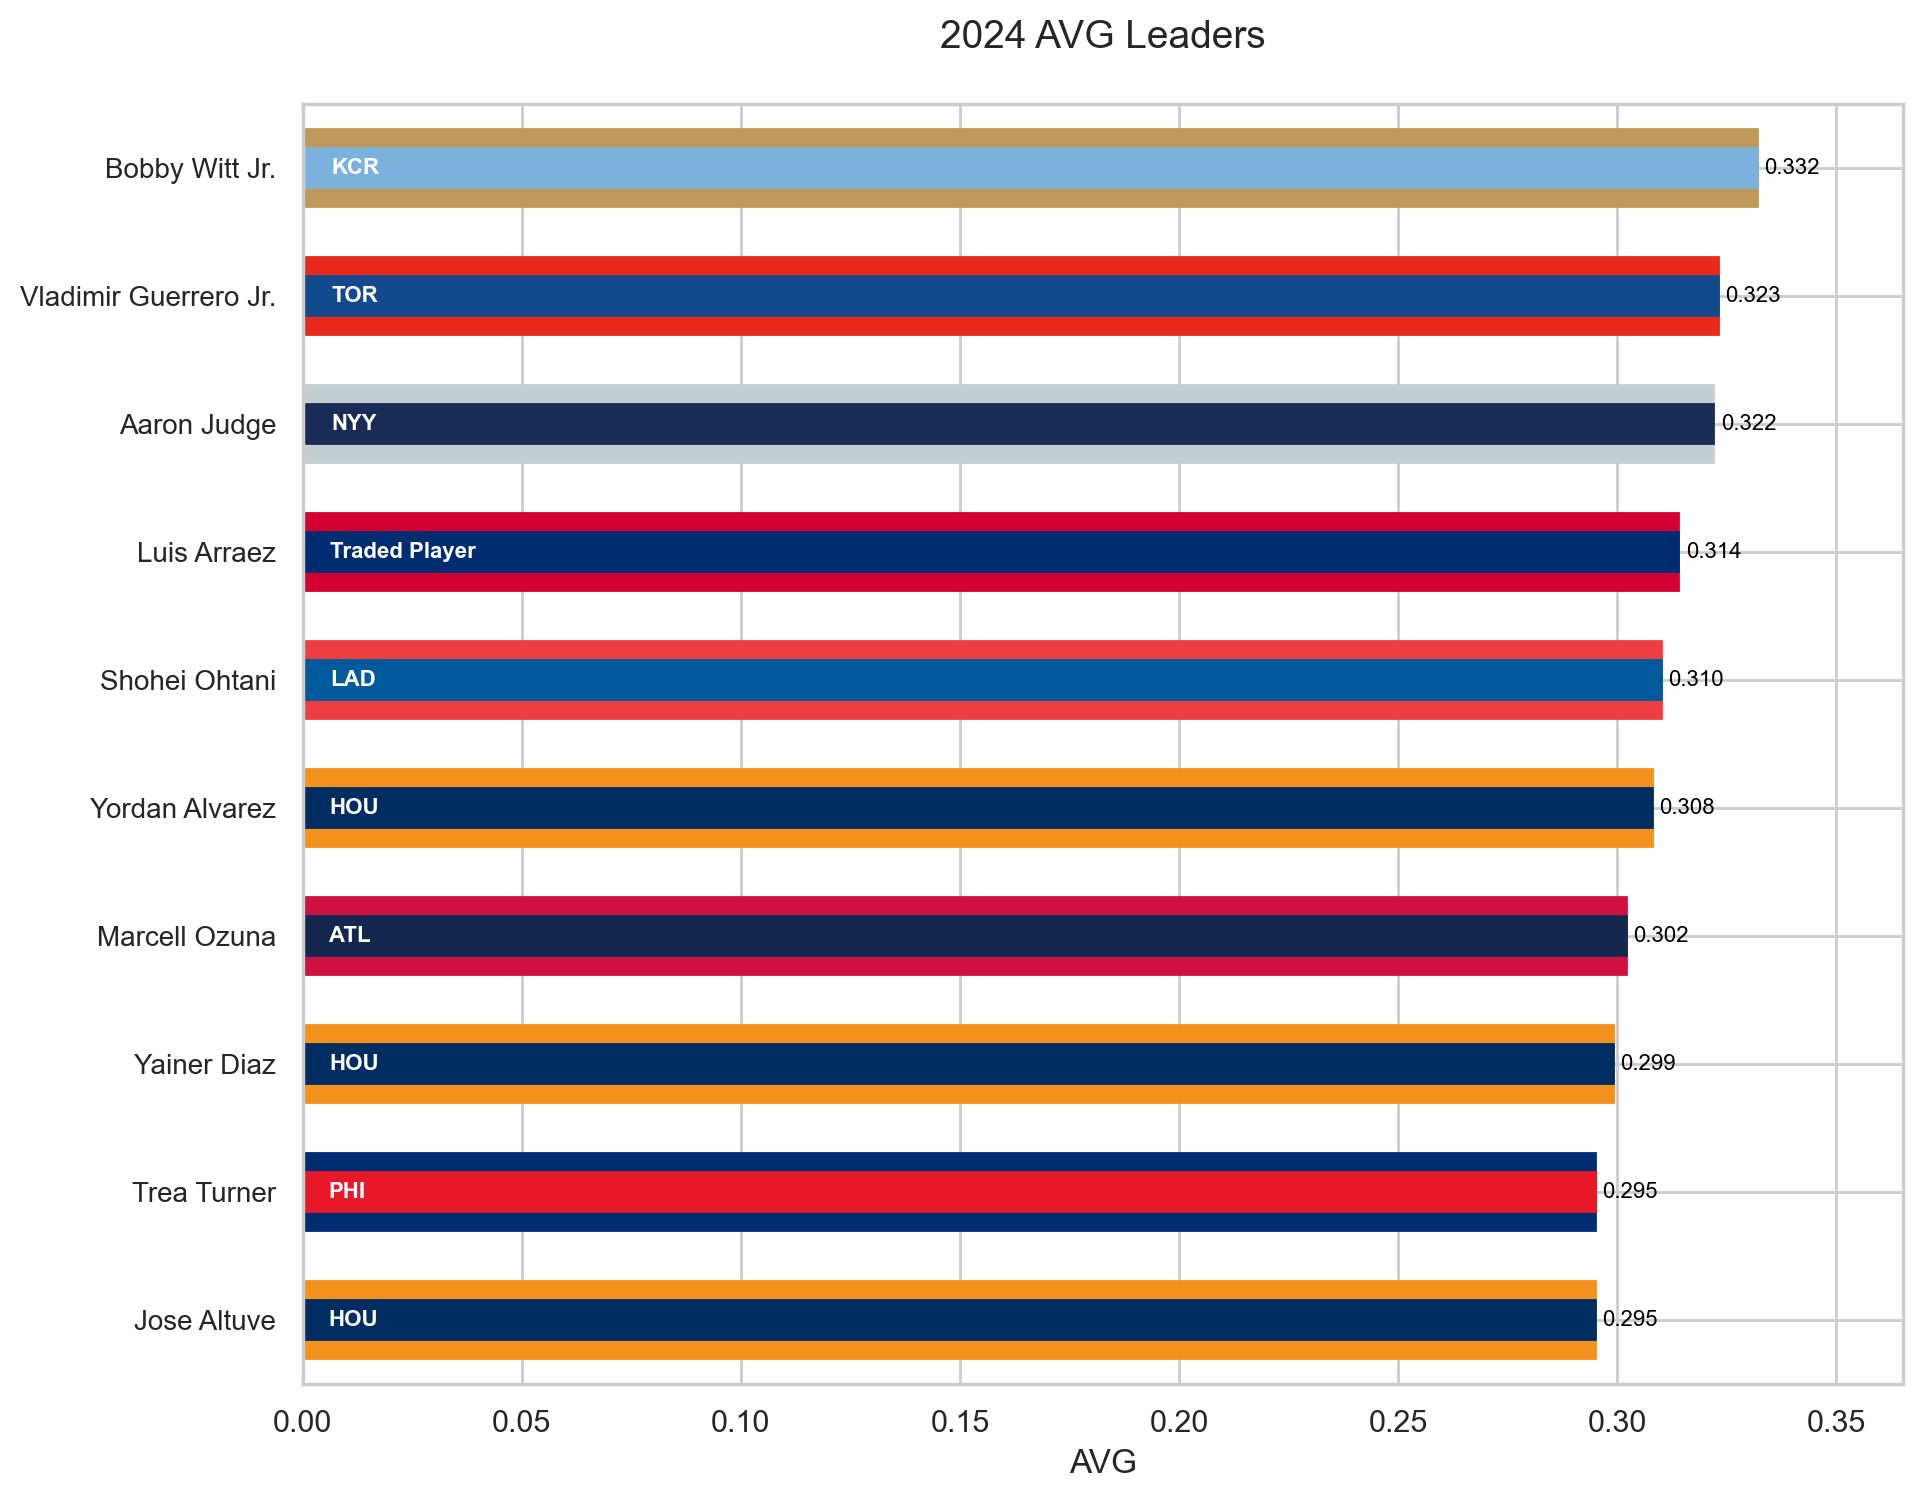 2024 AVG Leaders
Bobby Witt Jr. KCR 0.332
Vladimir Guerrero Jr. TOR 0.323
Aaron Judge NYY 0.322
Luis Arraez Traded Player 0.314
Shohei Ohtani LAD 0.310
Yordan Alvarez HOU 0.308
Marcell Ozuna ATL 0.302
Yainer Diaz HOU 0.299
Trea Turner PHI 0.295
Jose Altuve HOU 0.295
0.00 0.05 0.10 0.15 0.20 0.25 0.30 0.35
AVG